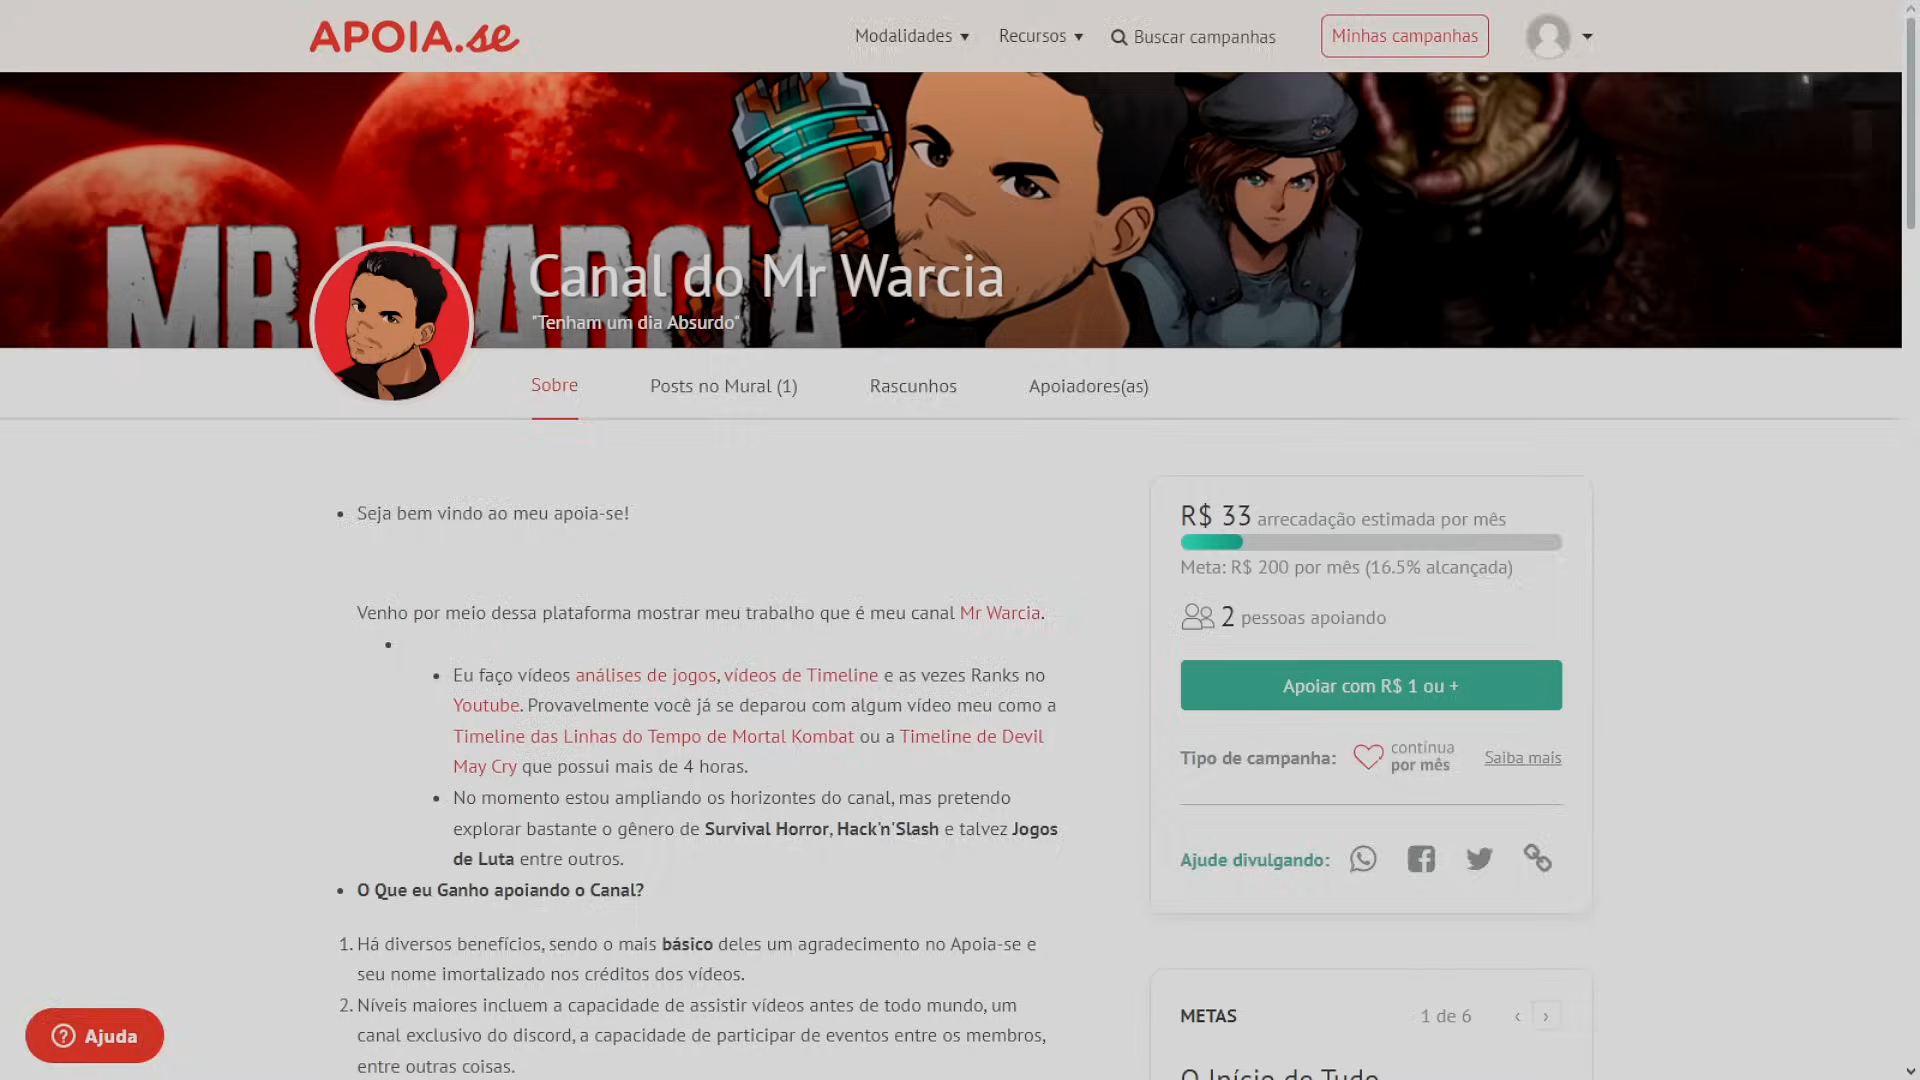 APOIA.se
Modalidades
Recursos
Buscar campanhas
Minhas campanhas
MR WARCIA
Canal do Mr Warcia
"Tenham um dia Absurdo"
Sobre
Posts no Mural (1)
Rascunhos
Apoiadores(as)
• Seja bem vindo ao meu apoia-se!
Venho por meio dessa plataforma mostrar meu trabalho que é meu canal Mr Warcia.
• Eu faço vídeos análises de jogos, vídeos de Timeline e as vezes Ranks no
Youtube. Provavelmente você já se deparou com algum vídeo meu como a
Timeline das Linhas do Tempo de Mortal Kombat ou a Timeline de Devil
May Cry que possui mais de 4 horas.
• No momento estou ampliando os horizontes do canal, mas pretendo
explorar bastante o gênero de Survival Horror, Hack'n'Slash e talvez Jogos
de Luta entre outros.
• O Que eu Ganho apoiando o Canal?
1. Há diversos benefícios, sendo o mais básico deles um agradecimento no Apoia-se e
seu nome imortalizado nos créditos dos vídeos.
2. Níveis maiores incluem a capacidade de assistir vídeos antes de todo mundo, um
canal exclusivo do discord, a capacidade de participar de eventos entre os membros,
entre outras coisas.
R$ 33 arrecadação estimada por mês
Meta: R$ 200 por mês (16.5% alcançada)
2 pessoas apoiando
Apoiar com R$ 1 ou +
Tipo de campanha:
contínua
por mês
Saiba mais
Ajude divulgando:
METAS
1 de 6
‹ ›
O Início de Tudo
Ajuda